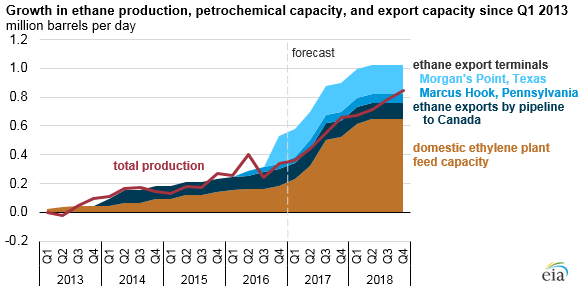 Growth in ethane production, petrochemical capacity, and export capacity since Q1 2013
million barrels per day
1.2
1.0
0.8
0.6
0.4
0.2
0.0
-0.2
forecast
total production
ethane export terminals
Morgan's Point, Texas
Marcus Hook, Pennsylvania
ethane exports by pipeline
to Canada
domestic ethylene plant
feed capacity
Q1 Q2 Q3 Q4 Q1 Q2 Q3 Q4 Q1 Q2 Q3 Q4 Q1 Q2 Q3 Q4 Q1 Q2 Q3 Q4 Q1 Q2 Q3 Q4
2013 2014 2015 2016 2017 2018
eia